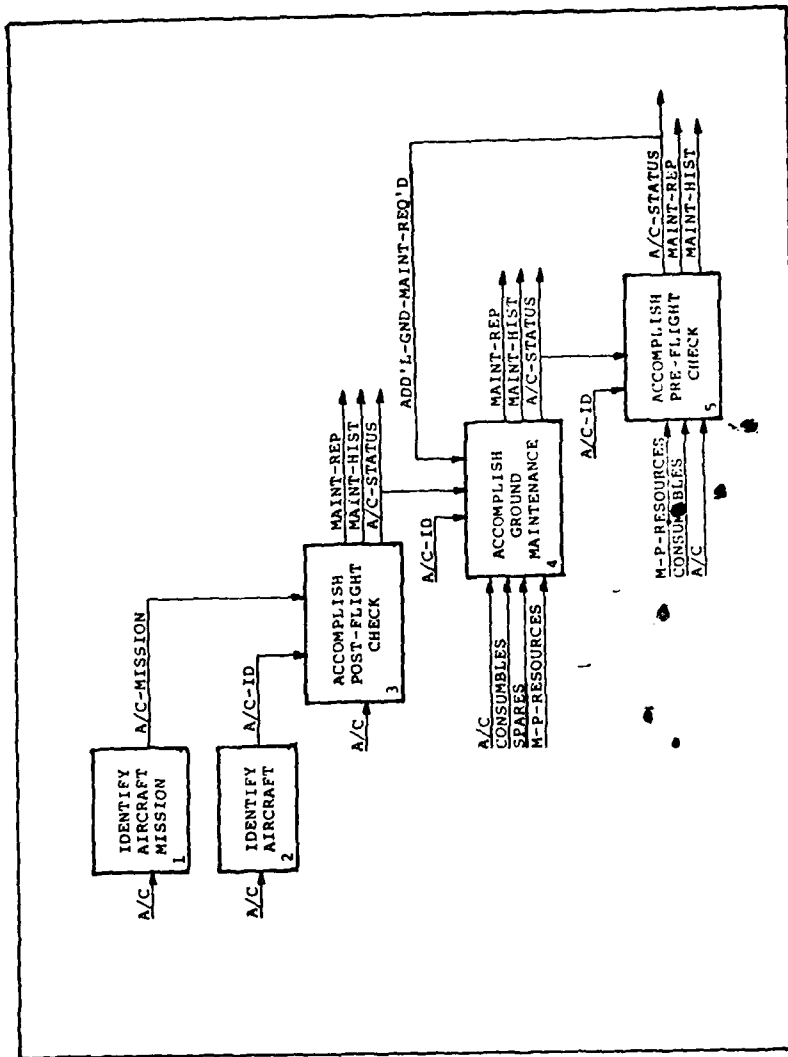 A/C
IDENTIFY
AIRCRAFT
MISSION
1
A/C-MISSION
A/C
IDENTIFY
AIRCRAFT
2
A/C-ID
A/C
ACCOMPLISH
POST-FLIGHT
CHECK
3
MAINT-REP
MAINT-HIST
A/C-STATUS
ADD'L-GND-MAINT-REQ'D
A/C-ID
A/C
CONSUMBLES
SPARES
M-P-RESOURCES
ACCOMPLISH
GROUND
MAINTENANCE
4
MAINT-REP
MAINT-HIST
A/C-STATUS
A/C-ID
M-P-RESOURCES
CONSUMABLES
A/C
ACCOMPLISH
PRE-FLIGHT
CHECK
5
A/C-STATUS
MAINT-REP
MAINT-HIST